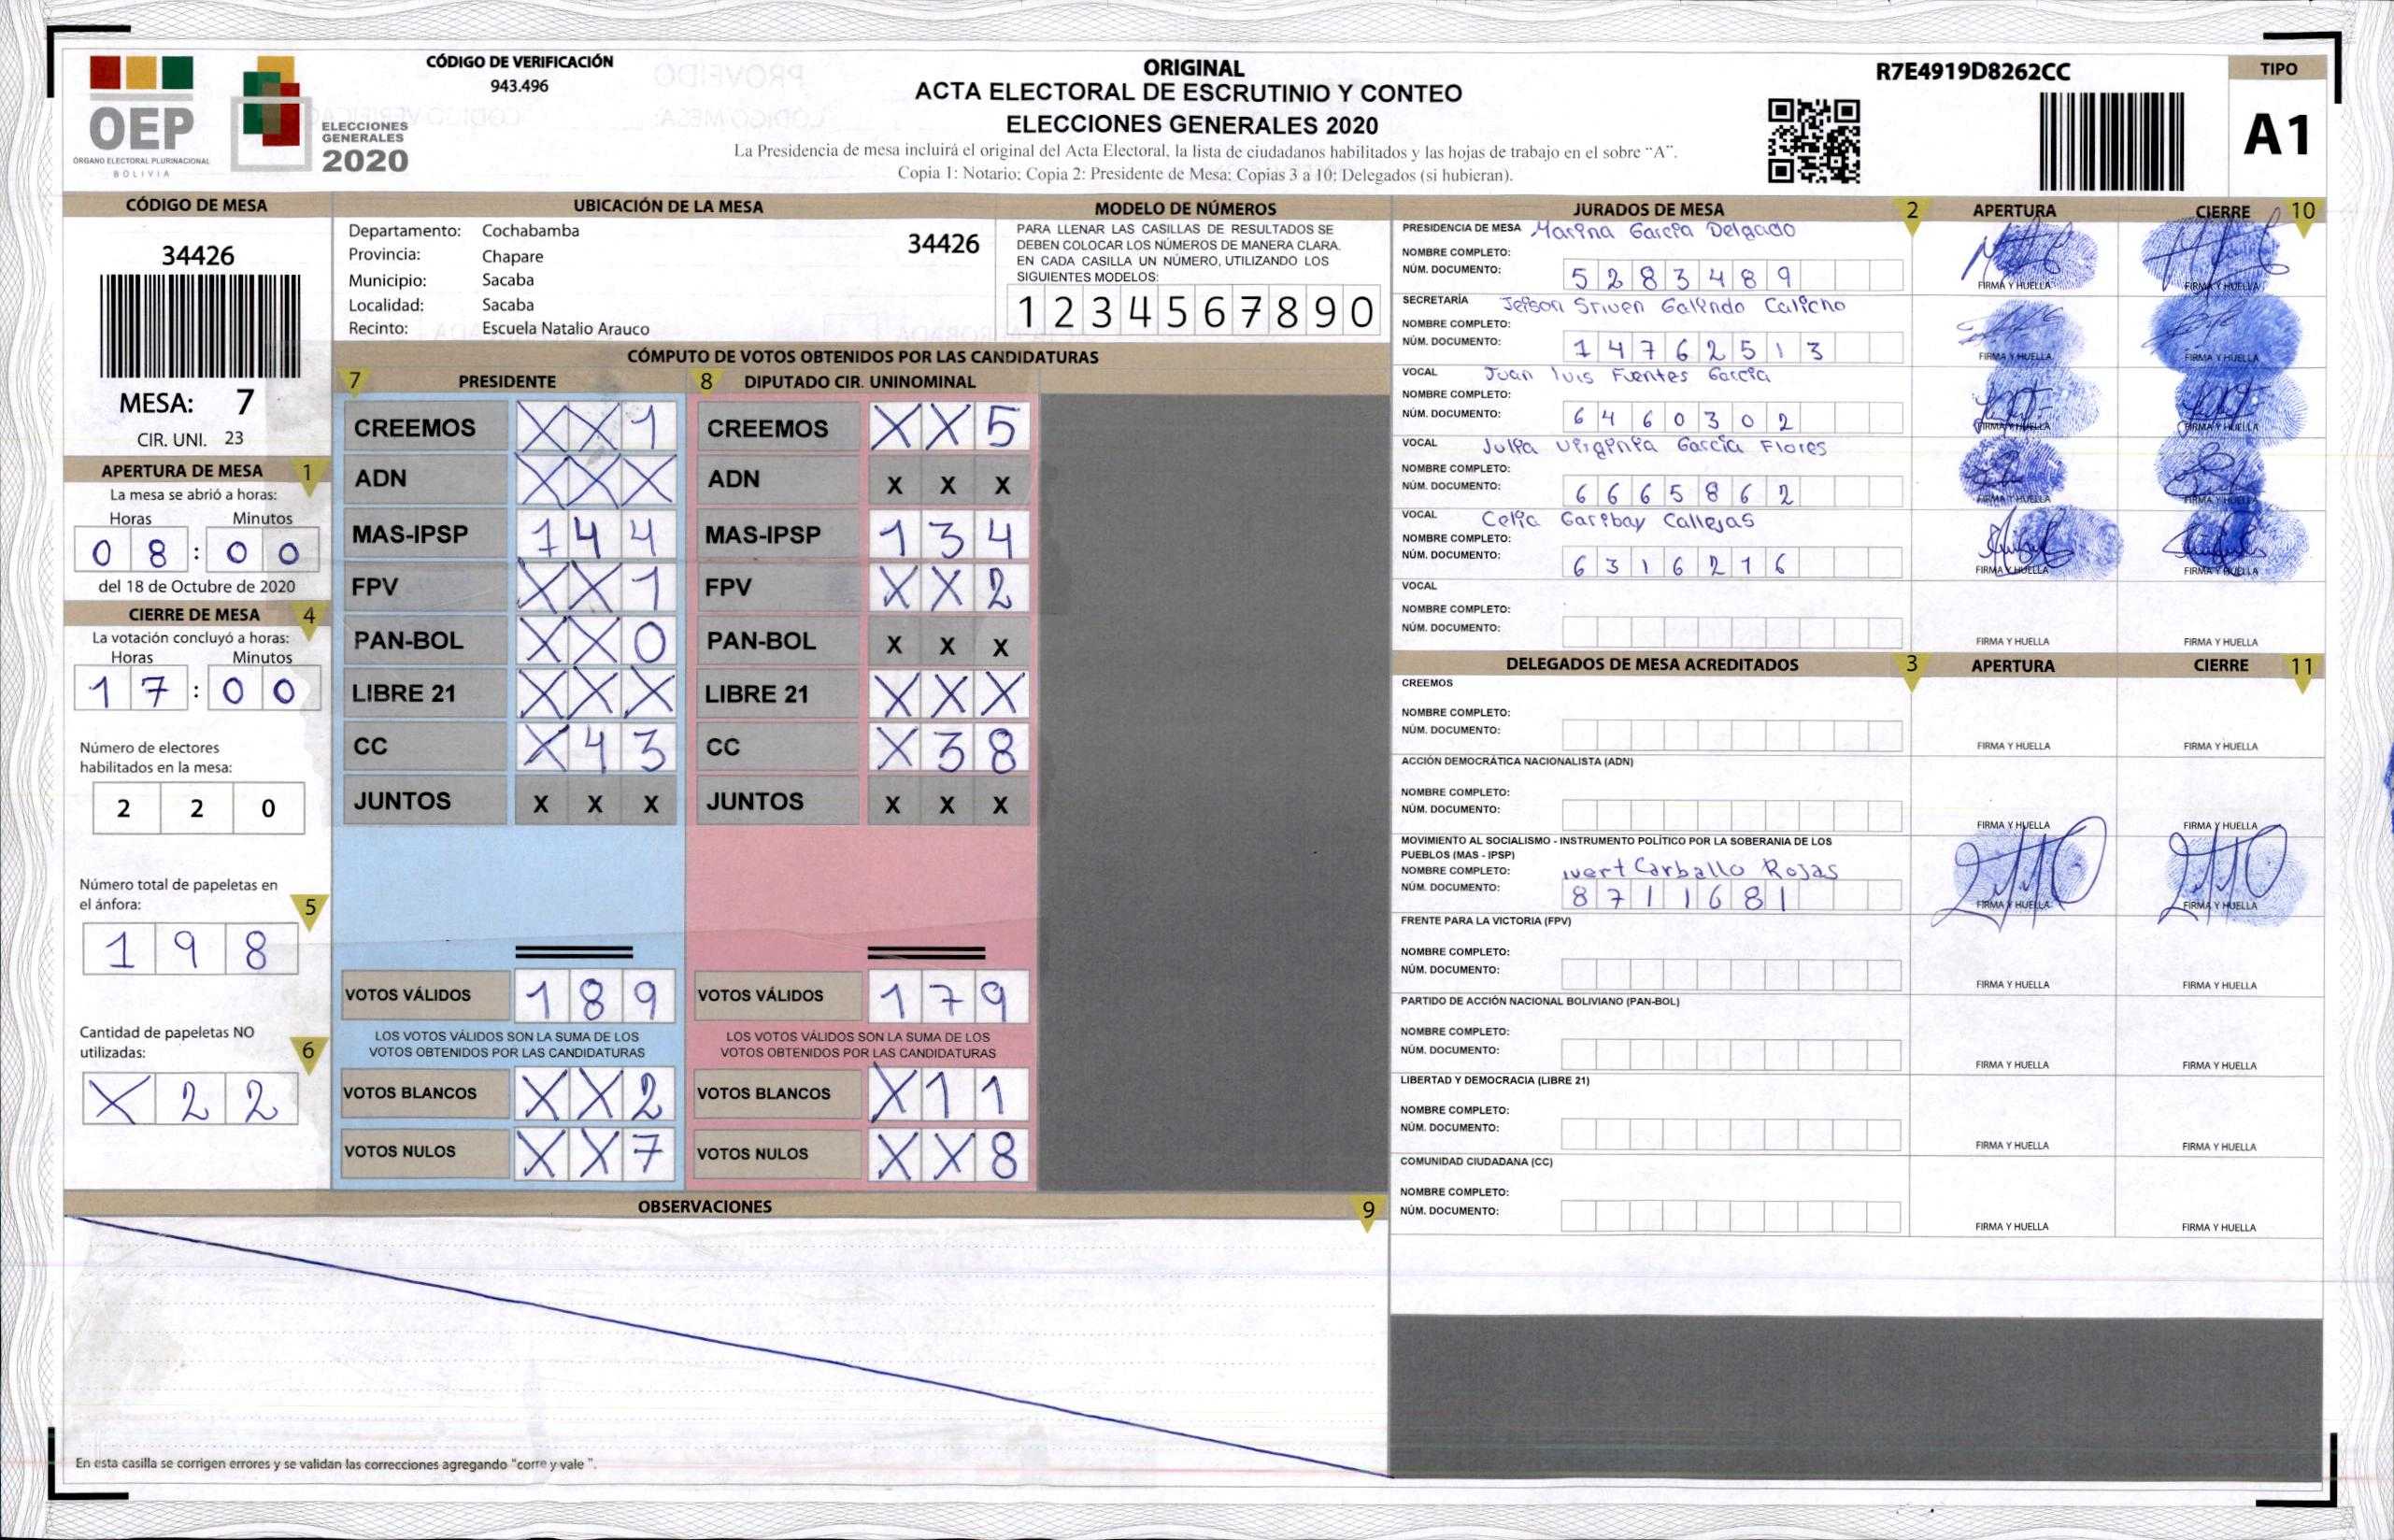 OEP
ÓRGANO ELECTORAL PLURINACIONAL
BOLIVIA
ELECCIONES
GENERALES
2020
CÓDIGO DE VERIFICACIÓN
943.496
ORIGINAL
ACTA ELECTORAL DE ESCRUTINIO Y CONTEO
ELECCIONES GENERALES 2020
La Presidencia de mesa incluirá el original del Acta Electoral, la lista de ciudadanos habilitados y las hojas de trabajo en el sobre “A”.
Copia 1: Notario; Copia 2: Presidente de Mesa; Copias 3 a 10: Delegados (si hubieran).
R7E4919D8262CC
TIPO
A1
CÓDIGO DE MESA
34426
MESA: 7
CIR. UNI. 23
APERTURA DE MESA 1
La mesa se abrió a horas:
Horas Minutos
0 8 : 0 0
del 18 de Octubre de 2020
CIERRE DE MESA 4
La votación concluyó a horas:
Horas Minutos
1 7 : 0 0
Número de electores
habilitados en la mesa:
2 2 0
Número total de papeletas en
el ánfora: 5
1 9 8
Cantidad de papeletas NO
utilizadas: 6
X 2 2
UBICACIÓN DE LA MESA
Departamento: Cochabamba
34426
Provincia: Chapare
Municipio: Sacaba
Localidad: Sacaba
Recinto: Escuela Natalio Arauco
MODELO DE NÚMEROS
PARA LLENAR LAS CASILLAS DE RESULTADOS SE
DEBEN COLOCAR LOS NÚMEROS DE MANERA CLARA.
EN CADA CASILLA UN NÚMERO, UTILIZANDO LOS
SIGUIENTES MODELOS:
1 2 3 4 5 6 7 8 9 0
CÓMPUTO DE VOTOS OBTENIDOS POR LAS CANDIDATURAS
7 PRESIDENTE
CREEMOS X X 1
ADN X X X
MAS-IPSP 1 4 4
FPV X X 1
PAN-BOL X X 0
LIBRE 21 X X X
CC X 4 3
JUNTOS X X X
VOTOS VÁLIDOS 1 8 9
LOS VOTOS VÁLIDOS SON LA SUMA DE LOS
VOTOS OBTENIDOS POR LAS CANDIDATURAS
VOTOS BLANCOS X X 2
VOTOS NULOS X X 7
8 DIPUTADO CIR. UNINOMINAL
CREEMOS X X 5
ADN X X X
MAS-IPSP 1 3 4
FPV X X 2
PAN-BOL X X X
LIBRE 21 X X X
CC X 3 8
JUNTOS X X X
VOTOS VÁLIDOS 1 7 9
LOS VOTOS VÁLIDOS SON LA SUMA DE LOS
VOTOS OBTENIDOS POR LAS CANDIDATURAS
VOTOS BLANCOS X 1 1
VOTOS NULOS X X 8
OBSERVACIONES 9
En esta casilla se corrigen errores y se validan las correcciones agregando "corre y vale ".
JURADOS DE MESA 2 APERTURA CIERRE 10
PRESIDENCIA DE MESA Marina Garcia Delgado
NOMBRE COMPLETO:
NÚM. DOCUMENTO: 5 2 8 3 4 8 9
FIRMA Y HUELLA FIRMA Y HUELLA
SECRETARÍA Jeison Stiven Galindo Calicho
NOMBRE COMPLETO:
NÚM. DOCUMENTO: 1 4 7 6 2 5 1 3
FIRMA Y HUELLA FIRMA Y HUELLA
VOCAL Juan luis Fuentes Garcia
NOMBRE COMPLETO:
NÚM. DOCUMENTO: 6 4 6 0 3 0 2
FIRMA Y HUELLA FIRMA Y HUELLA
VOCAL Julia Virginia García Flores
NOMBRE COMPLETO:
NÚM. DOCUMENTO: 6 6 6 5 8 6 2
FIRMA Y HUELLA FIRMA Y HUELLA
VOCAL Celia Garibay Callejas
NOMBRE COMPLETO:
NÚM. DOCUMENTO: 6 3 1 6 2 1 6
FIRMA Y HUELLA FIRMA Y HUELLA
VOCAL
NOMBRE COMPLETO:
NÚM. DOCUMENTO:
FIRMA Y HUELLA FIRMA Y HUELLA
DELEGADOS DE MESA ACREDITADOS 3 APERTURA CIERRE 11
CREEMOS
NOMBRE COMPLETO:
NÚM. DOCUMENTO:
FIRMA Y HUELLA FIRMA Y HUELLA
ACCIÓN DEMOCRÁTICA NACIONALISTA (ADN)
NOMBRE COMPLETO:
NÚM. DOCUMENTO:
FIRMA Y HUELLA FIRMA Y HUELLA
MOVIMIENTO AL SOCIALISMO - INSTRUMENTO POLÍTICO POR LA SOBERANIA DE LOS
PUEBLOS (MAS - IPSP)
NOMBRE COMPLETO: Ivert Carballo Rojas
NÚM. DOCUMENTO: 8 7 1 1 6 8 1
FIRMA Y HUELLA FIRMA Y HUELLA
FRENTE PARA LA VICTORIA (FPV)
NOMBRE COMPLETO:
NÚM. DOCUMENTO:
FIRMA Y HUELLA FIRMA Y HUELLA
PARTIDO DE ACCIÓN NACIONAL BOLIVIANO (PAN-BOL)
NOMBRE COMPLETO:
NÚM. DOCUMENTO:
FIRMA Y HUELLA FIRMA Y HUELLA
LIBERTAD Y DEMOCRACIA (LIBRE 21)
NOMBRE COMPLETO:
NÚM. DOCUMENTO:
FIRMA Y HUELLA FIRMA Y HUELLA
COMUNIDAD CIUDADANA (CC)
NOMBRE COMPLETO:
NÚM. DOCUMENTO:
FIRMA Y HUELLA FIRMA Y HUELLA